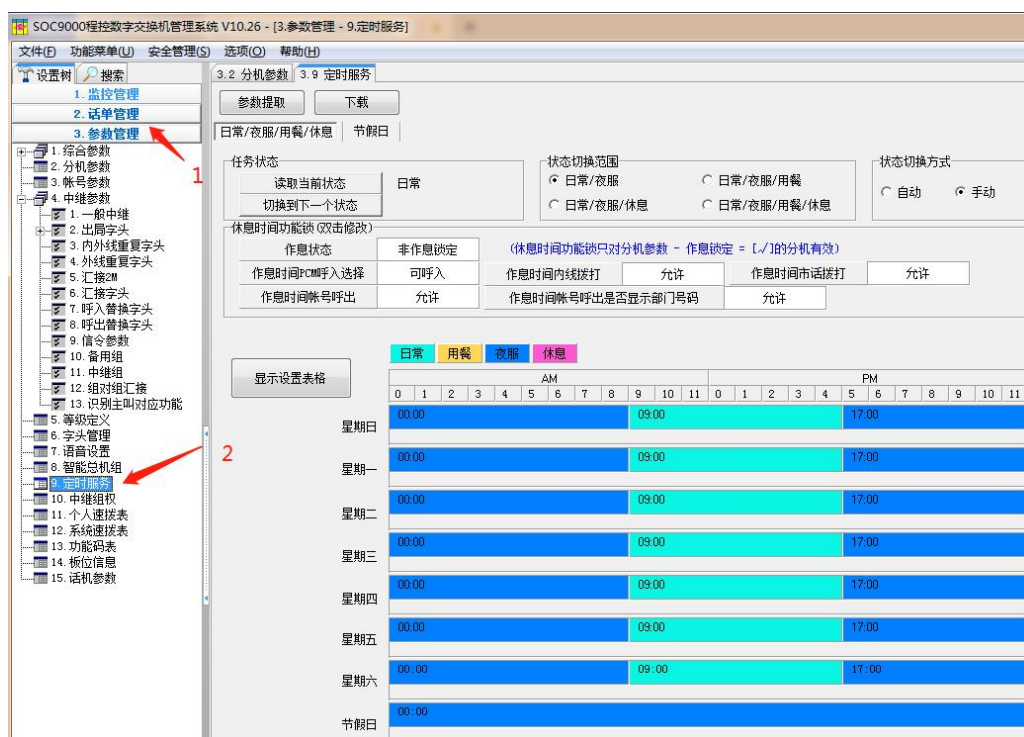 SOC9000程控数字交换机管理系统 V10.26 - [3.参数管理 - 9.定时服务]
文件(F) 功能菜单(U) 安全管理(S) 选项(O) 帮助(H)
设置树 搜索
1.监控管理
2.话单管理
3.参数管理
1.综合参数
2.分机参数
3.帐号参数
4.中继参数
1.一般中继
2.出局字头
3.内外线重复字头
4.外线重复字头
5.汇接2M
6.汇接字头
7.呼入替换字头
8.呼出替换字头
9.信令参数
10.备用组
11.中继组
12.组对组汇接
13.识别主叫对应功能
5.等级定义
6.字头管理
7.语音设置
8.智能总机组
9.定时服务
10.中继组权
11.个人速拨表
12.系统速拨表
13.功能码表
14.板位信息
15.话机参数
1
2
3.2 分机参数 3.9 定时服务
参数提取 下载
日常/夜服/用餐/休息 节假日
任务状态
读取当前状态 日常
切换到下一个状态
状态切换范围
日常/夜服 日常/夜服/用餐
日常/夜服/休息 日常/夜服/用餐/休息
状态切换方式
自动 手动
休息时间功能锁(双击修改)
作息状态 非作息锁定 (休息时间功能锁只对分机参数 - 作息锁定 = [√]的分机有效)
作息时间PCM呼入选择 可呼入 作息时间内线拨打 允许 作息时间市话拨打 允许
作息时间帐号呼出 允许 作息时间帐号呼出是否显示部门号码 允许
日常 用餐 夜服 休息
显示设置表格
AM PM
0 1 2 3 4 5 6 7 8 9 10 11 0 1 2 3 4 5 6 7 8 9 10 11
星期日 00:00 09:00 17:00
星期一 00:00 09:00 17:00
星期二 00:00 09:00 17:00
星期三 00:00 09:00 17:00
星期四 00:00 09:00 17:00
星期五 00:00 09:00 17:00
星期六 00:00 09:00 17:00
节假日 00:00